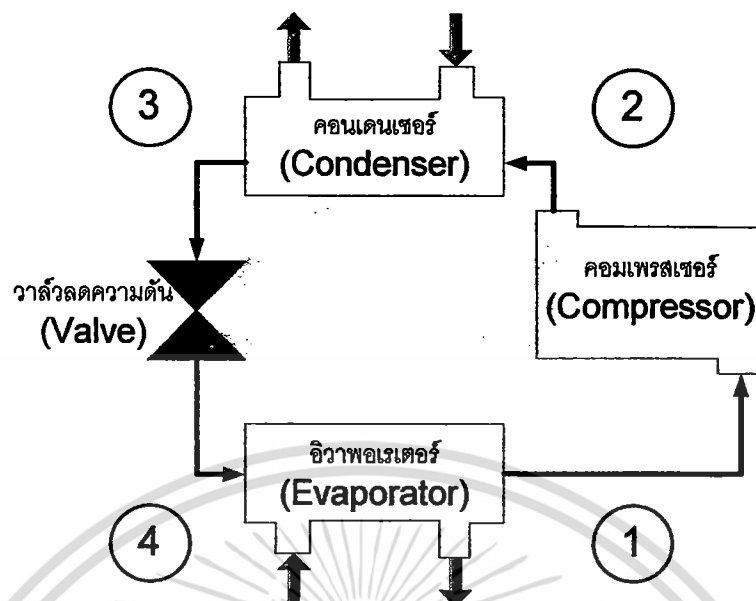 3
2
คอนเดนเซอร์
(Condenser)
วาล์วลดความดัน
(Valve)
คอมเพรสเซอร์
(Compressor)
อีวาพอเรเตอร์
(Evaporator)
4
1